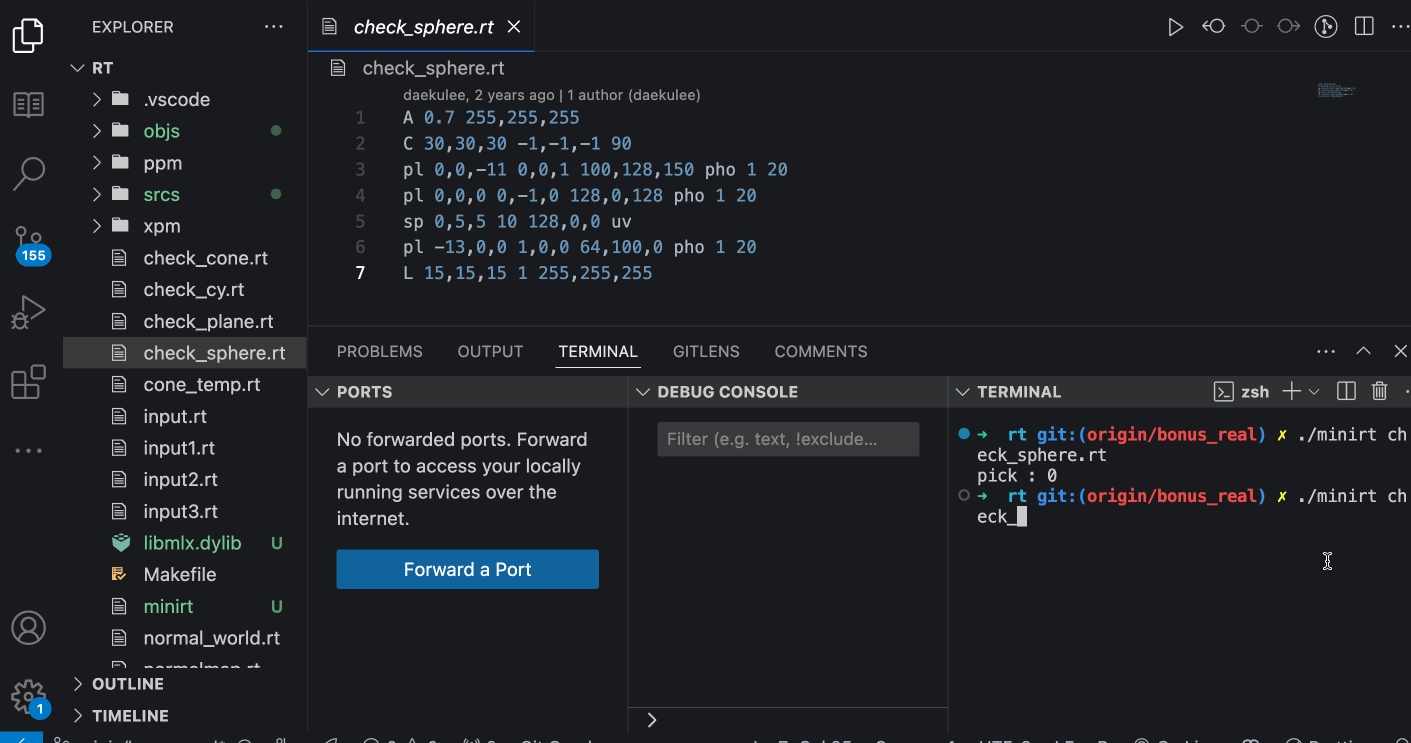 EXPLORER
RT
.vscode
objs
ppm
srcs
xpm
check_cone.rt
check_cy.rt
check_plane.rt
check_sphere.rt
cone_temp.rt
input.rt
input1.rt
input2.rt
input3.rt
libmlx.dylib U
Makefile
minirt U
normal_world.rt
normalmap.rt
OUTLINE
TIMELINE
155
1
check_sphere.rt
check_sphere.rt
daekulee, 2 years ago | 1 author (daekulee)
1 A 0.7 255,255,255
2 C 30,30,30 -1,-1,-1 90
3 pl 0,0,-11 0,0,1 100,128,150 pho 1 20
4 pl 0,0,0 0,-1,0 128,0,128 pho 1 20
5 sp 0,5,5 10 128,0,0 uv
6 pl -13,0,0 1,0,0 64,100,0 pho 1 20
7 L 15,15,15 1 255,255,255
PROBLEMS OUTPUT TERMINAL GITLENS COMMENTS
PORTS
No forwarded ports. Forward
a port to access your locally
running services over the
internet.
Forward a Port
DEBUG CONSOLE
Filter (e.g. text, !exclude...
TERMINAL zsh
➜ rt git:(origin/bonus_real) ✗ ./minirt ch
eck_sphere.rt
pick : 0
➜ rt git:(origin/bonus_real) ✗ ./minirt ch
eck_